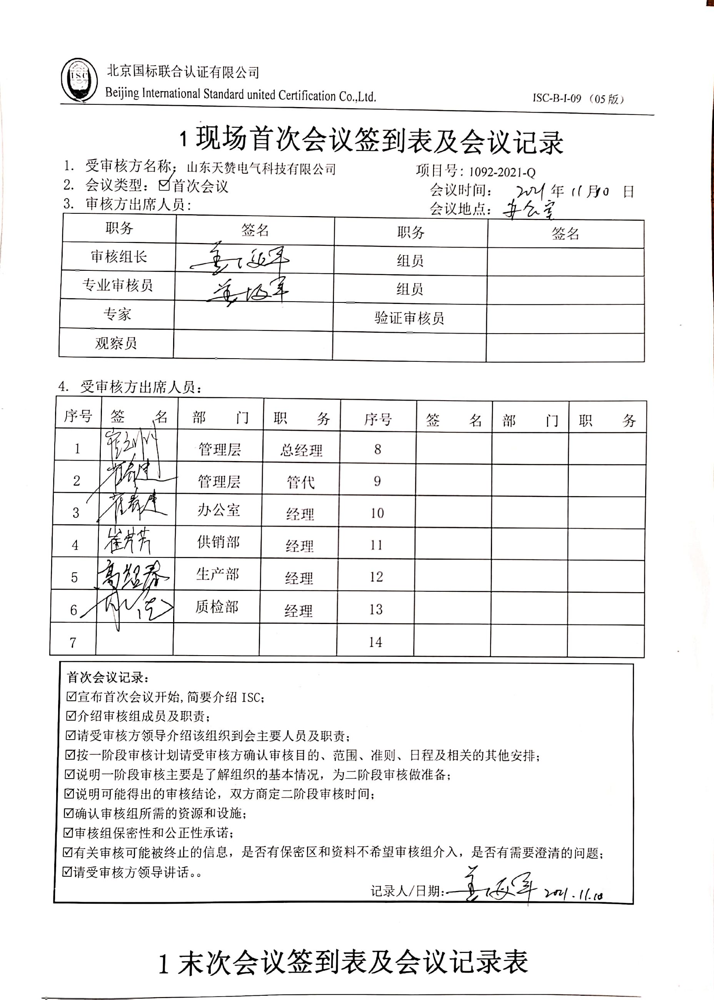 ISC
北京国标联合认证有限公司
Beijing International Standard united Certification Co.,Ltd.
ISC-B-I-09 （05版）
1 现场首次会议签到表及会议记录
1. 受审核方名称：山东天赞电气科技有限公司 项目号：1092-2021-Q
2. 会议类型：☑首次会议 会议时间： 2021年 11月10 日
3. 审核方出席人员： 会议地点：办公室
职务 签名 职务 签名
审核组长 组员
专业审核员 组员
专家 验证审核员
观察员
4. 受审核方出席人员：
序号 签 名 部 门 职 务 序号 签 名 部 门 职 务
1 管理层 总经理 8
2 崔春建 管理层 管代 9
3 崔春建 办公室 经理 10
4 崔芳芳 供销部 经理 11
5 高超春 生产部 经理 12
6 质检部 经理 13
7 14
首次会议记录：
☑宣布首次会议开始,简要介绍 ISC；
☑介绍审核组成员及职责；
☑请受审核方领导介绍该组织到会主要人员及职责；
☑按一阶段审核计划请受审核方确认审核目的、范围、准则、日程及相关的其他安排；
☑说明一阶段审核主要是了解组织的基本情况，为二阶段审核做准备；
☑说明可能得出的审核结论，双方商定二阶段审核时间；
☑确认审核组所需的资源和设施；
☑审核组保密性和公正性承诺；
☑有关审核可能被终止的信息，是否有保密区和资料不希望审核组介入，是否有需要澄清的问题；
☑请受审核方领导讲话。。
记录人/日期： 2021.11.10
1 末次会议签到表及会议记录表